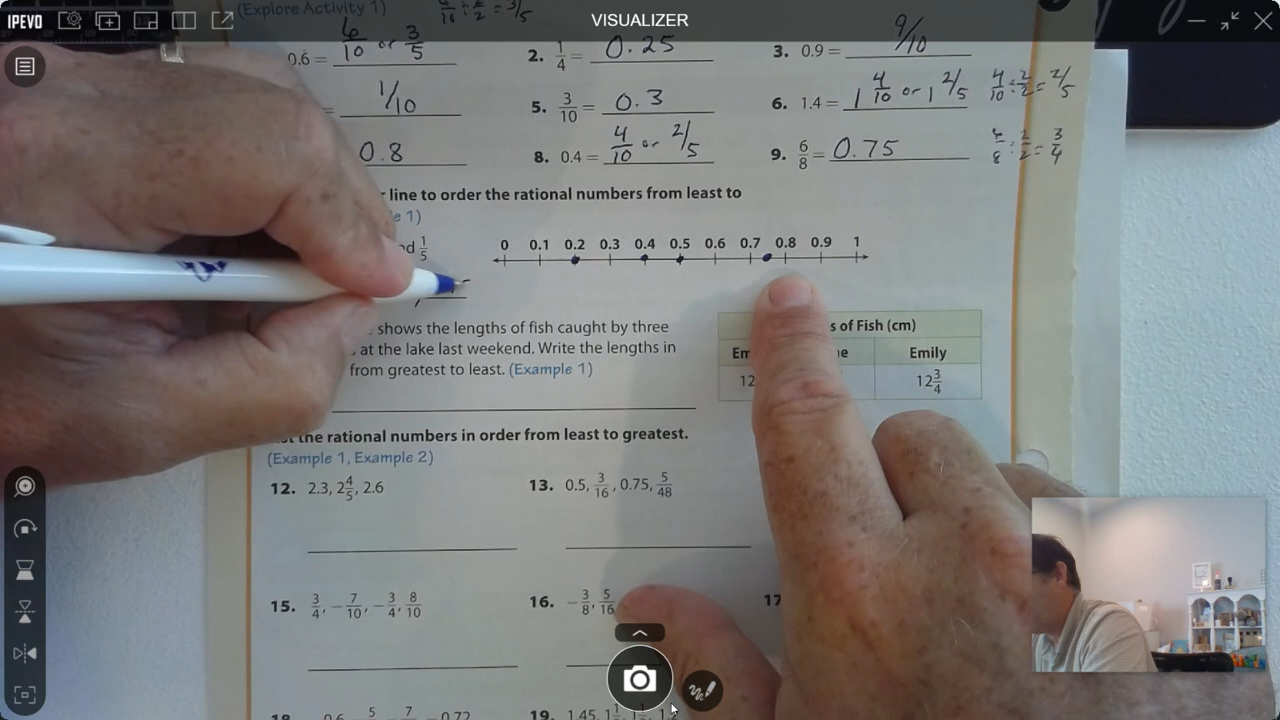 VISUALIZER
IPEVO
(Explore Activity 1) 6/10 ÷ 2/2 = 3/5
0.6 = 6/10 or 3/5 2. 1/4 = 0.25 3. 0.9 = 9/10
= 1/10 5. 3/10 = 0.3 6. 1.4 = 1 4/10 or 1 2/5 4/10 ÷ 2/2 = 2/5
0.8 8. 0.4 = 4/10 or 2/5 9. 6/8 = 0.75 6/8 ÷ 2/2 = 3/4
line to order the rational numbers from least to
1)
1/5
0 0.1 0.2 0.3 0.4 0.5 0.6 0.7 0.8 0.9 1
shows the lengths of fish caught by three
at the lake last weekend. Write the lengths in
from greatest to least. (Example 1)
of Fish (cm)
Emily
12 12 3/4
the rational numbers in order from least to greatest.
(Example 1, Example 2)
12. 2.3, 2 4/5, 2.6 13. 0.5, 3/16, 0.75, 5/48
15. 3/4, -7/10, -3/4, 8/10 16. -3/8, 5/16 17